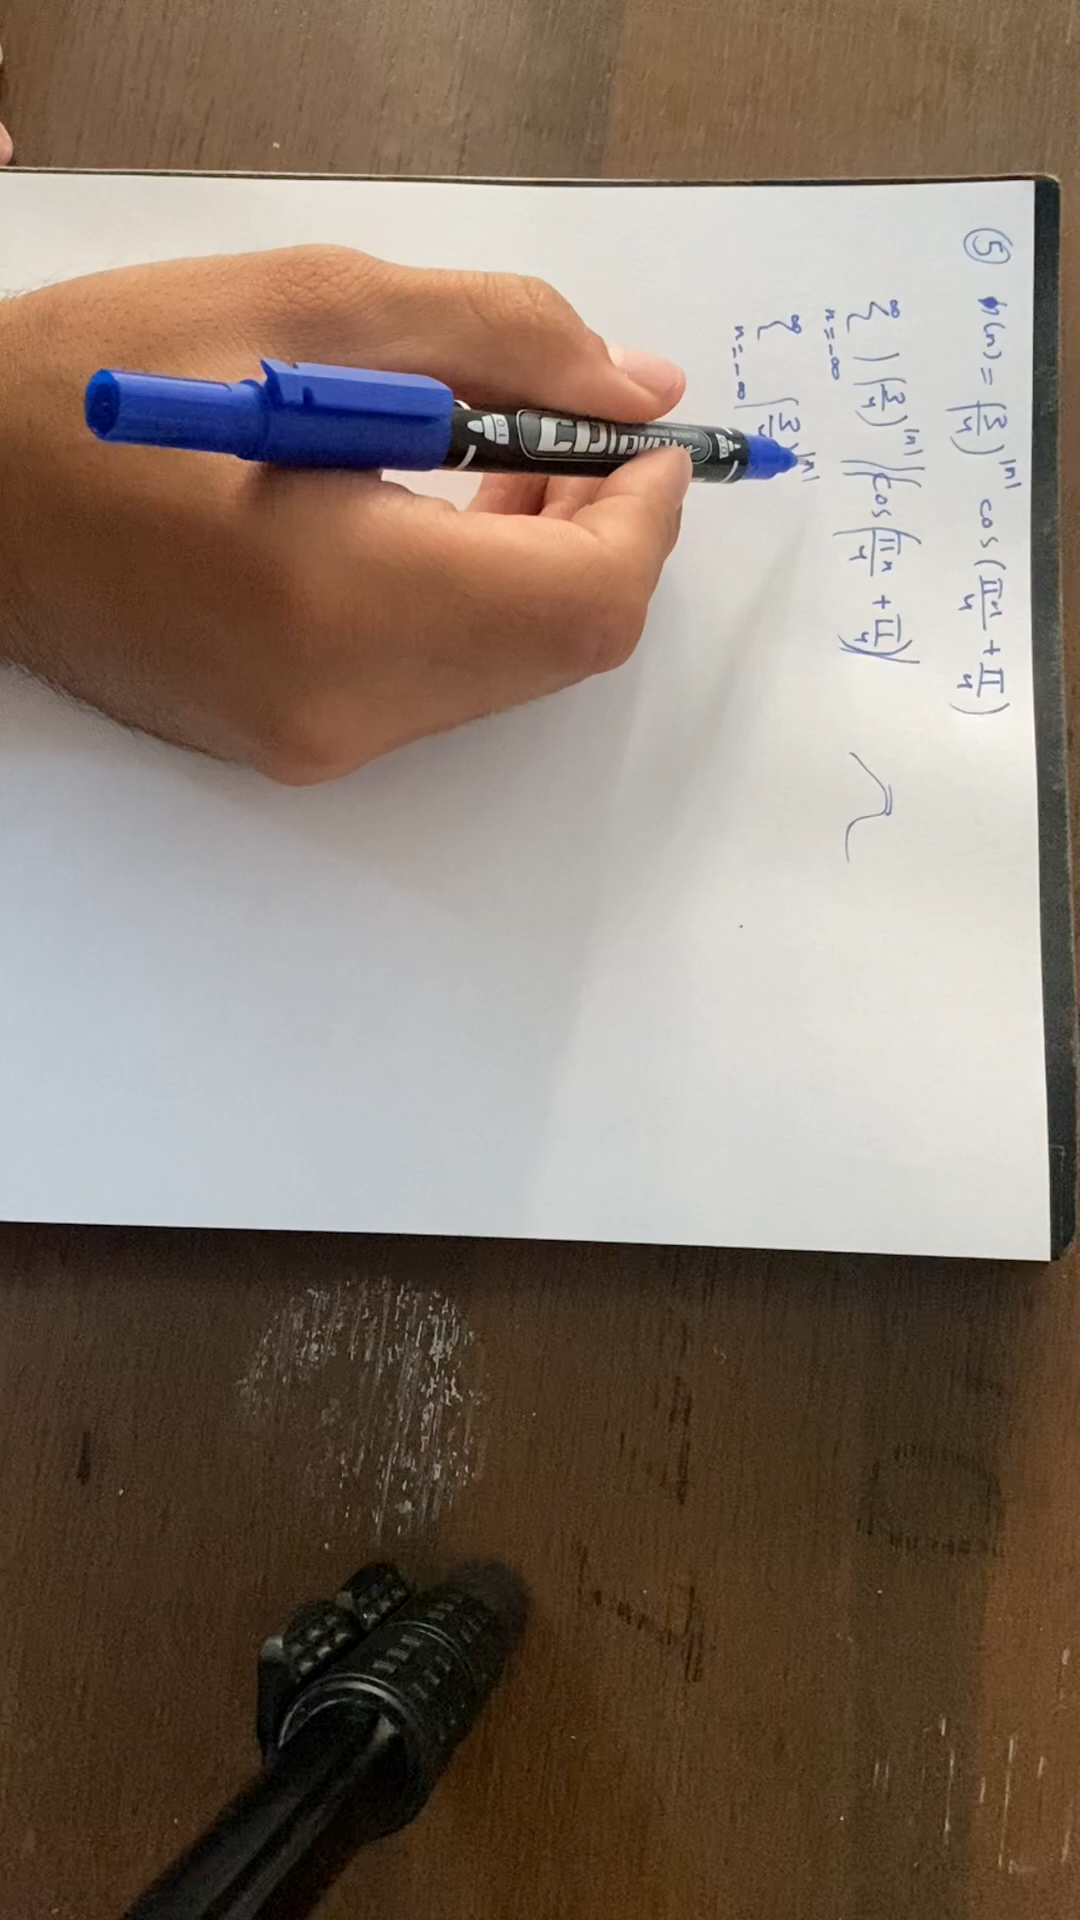 ⑤ h(n) = (3/4)^|n| cos(πn/4 + π/4)
∞ Σ n=-∞ |(3/4)^|n|| |cos(πn/4 + π/4)|
∞ Σ n=-∞ |(3/4)^|n|